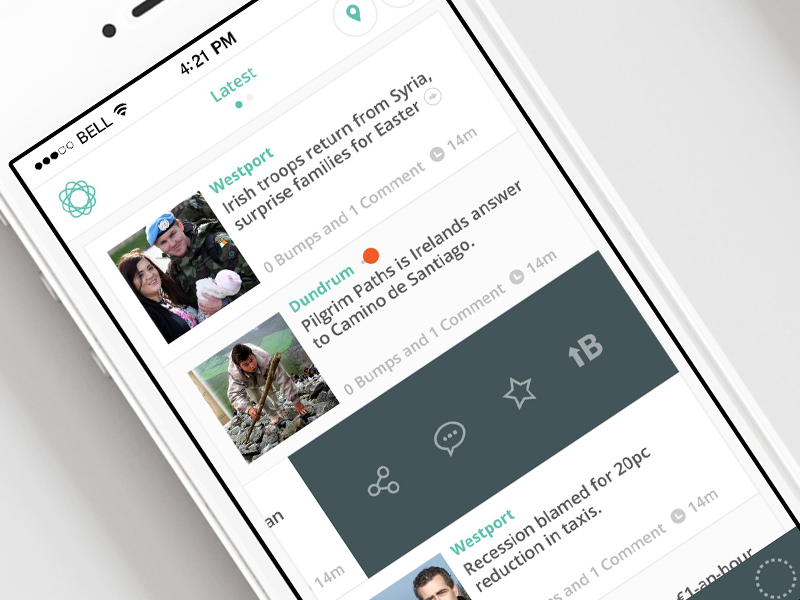 BELL
4:21 PM
Latest
Westport
Irish troops return from Syria,
surprise families for Easter
0 Bumps and 1 Comment 14m
Dundrum
Pilgrim Paths is Irelands answer
to Camino de Santiago.
0 Bumps and 1 Comment 14m
B
an
14m
Westport
Recession blamed for 20pc
reduction in taxis.
and 1 Comment 14m
€1-an-hour